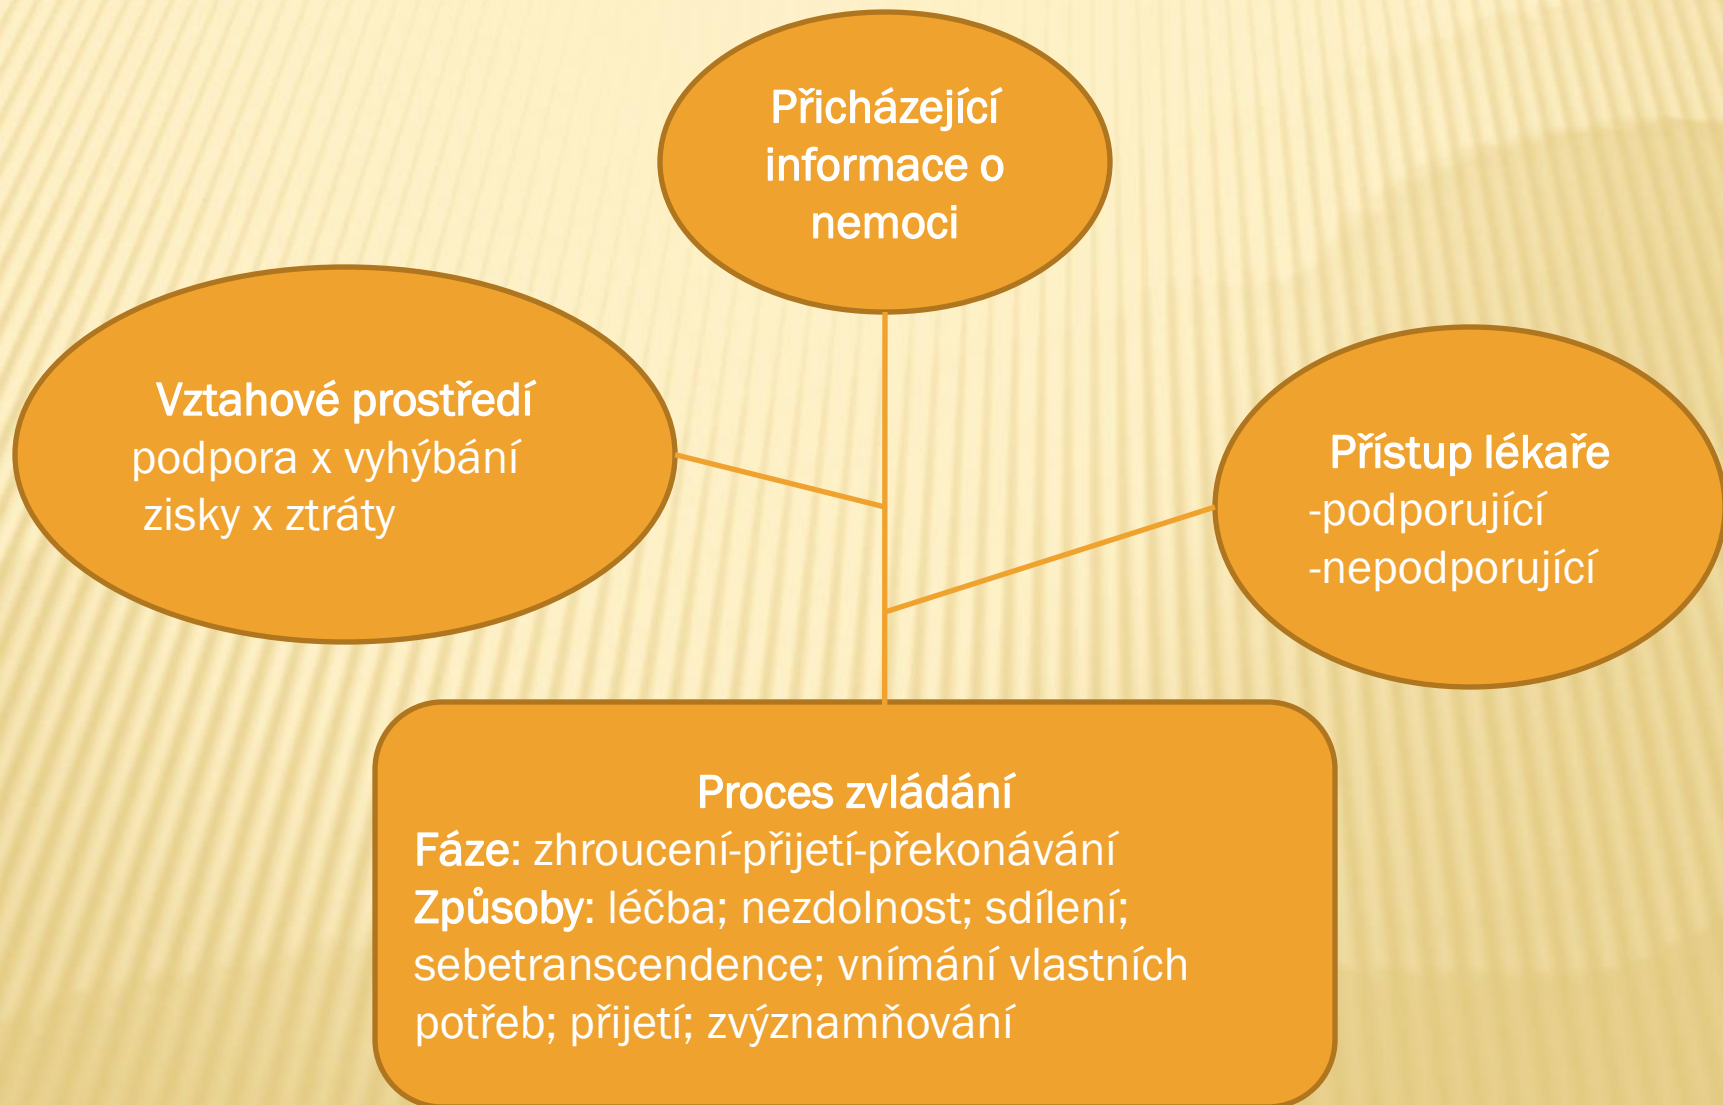 Přicházející
informace o
nemoci
Vztahové prostředí
podpora x vyhýbání
zisky x ztráty
Přístup lékaře
-podporující
-nepodporující
Proces zvládání
Fáze: zhroucení-přijetí-překonávání
Způsoby: léčba; nezdolnost; sdílení;
sebetranscendence; vnímání vlastních
potřeb; přijetí; zvýznamňování